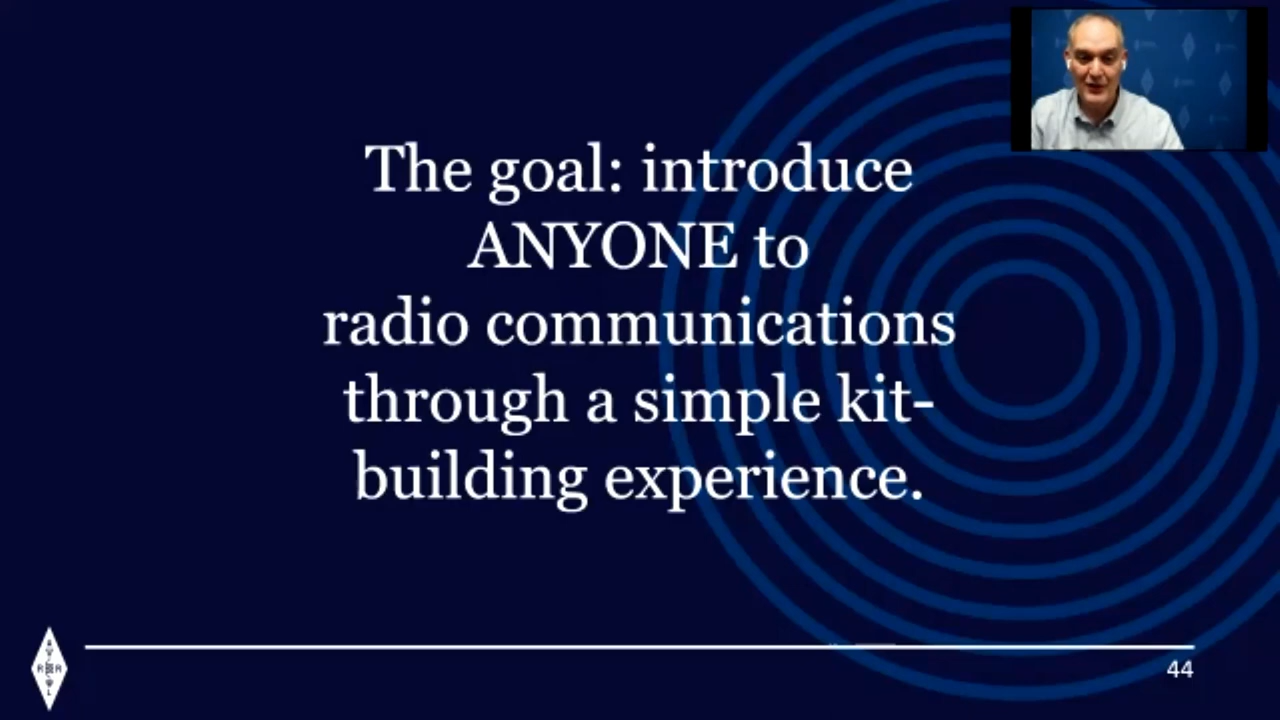 The goal: introduce
ANYONE to
radio communications
through a simple kit-
building experience.
44